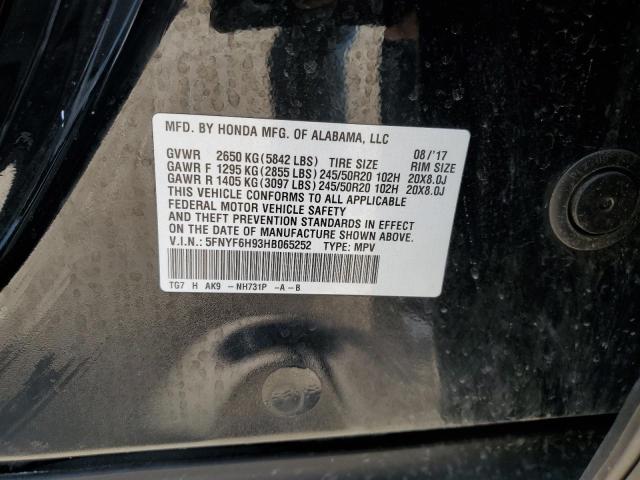 MFD. BY HONDA MFG. OF ALABAMA, LLC
GVWR 2650 KG (5842 LBS) TIRE SIZE 08/'17 RIM SIZE
GAWR F 1295 KG (2855 LBS) 245/50R20 102H 20X8.0J
GAWR R 1405 KG (3097 LBS) 245/50R20 102H 20X8.0J
THIS VEHICLE CONFORMS TO ALL APPLICABLE
FEDERAL MOTOR VEHICLE SAFETY
AND THEFT PREVENTION STANDARDS IN EFFECT
ON THE DATE OF MANUFACTURE SHOWN ABOVE.
V.I.N.: 5FNYF6H93HB065252 TYPE: MPV
TG7 H AK9 -NH731P -A-B